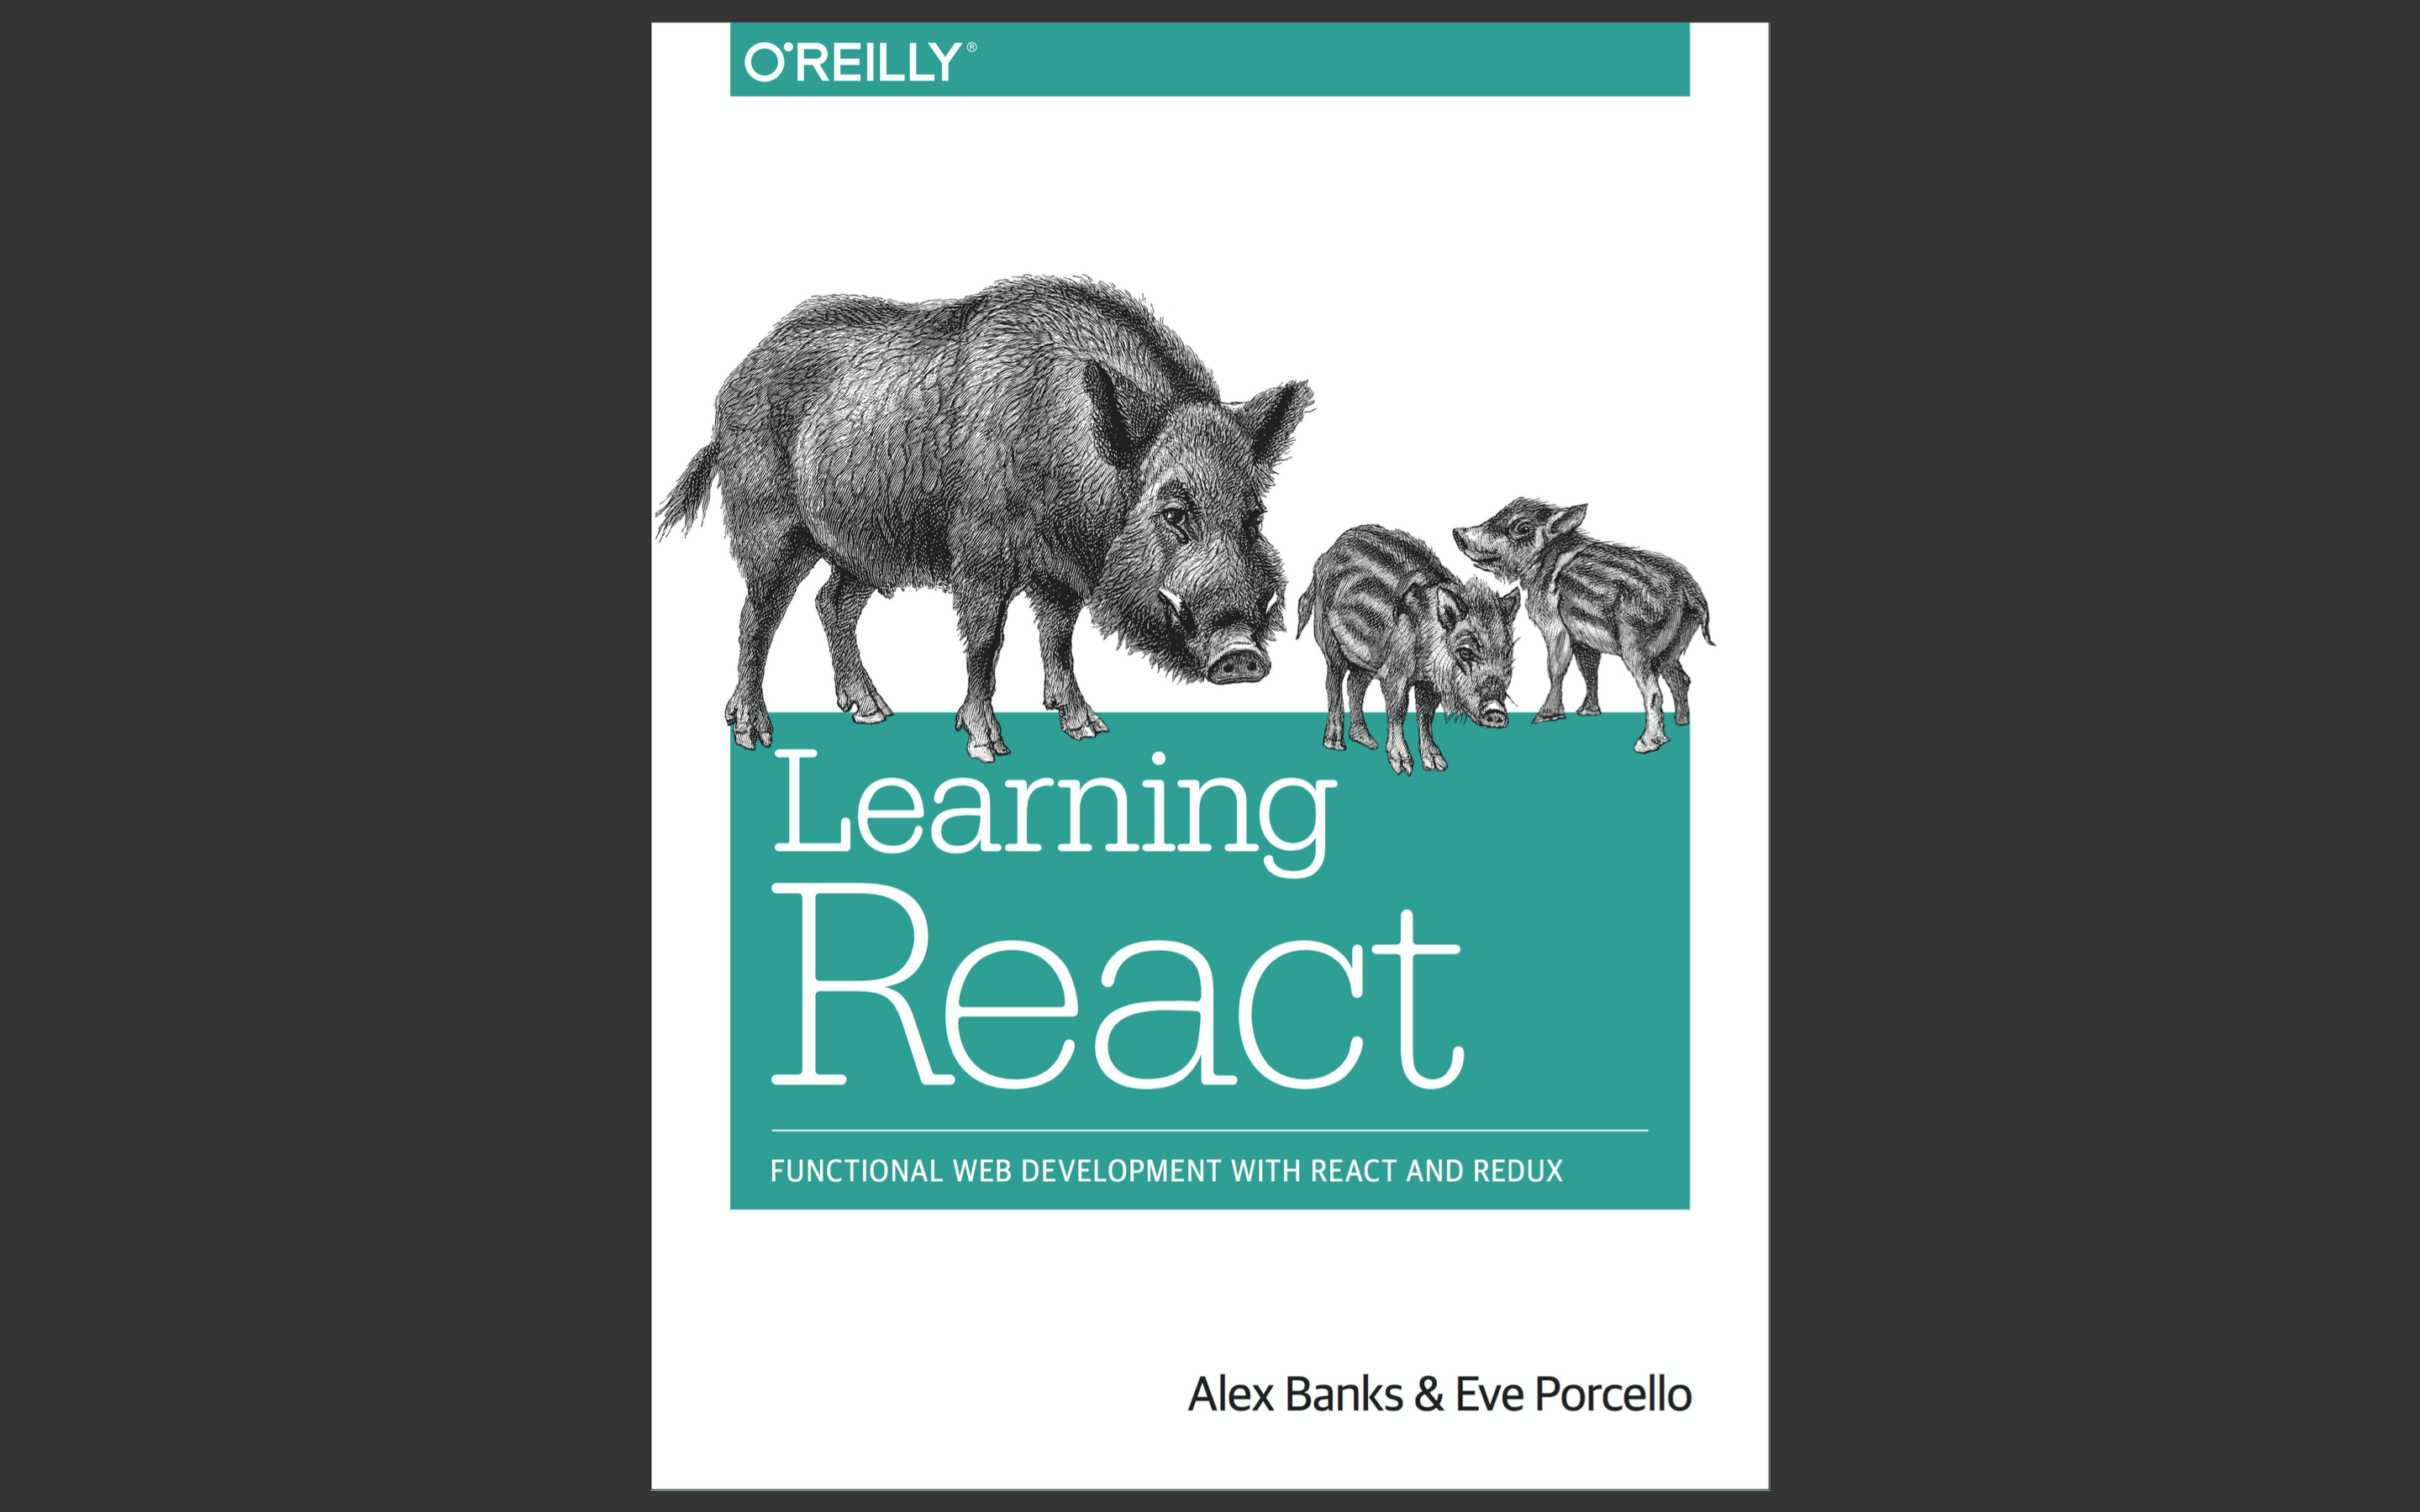 O'REILLY®
Learning
React
FUNCTIONAL WEB DEVELOPMENT WITH REACT AND REDUX
Alex Banks & Eve Porcello